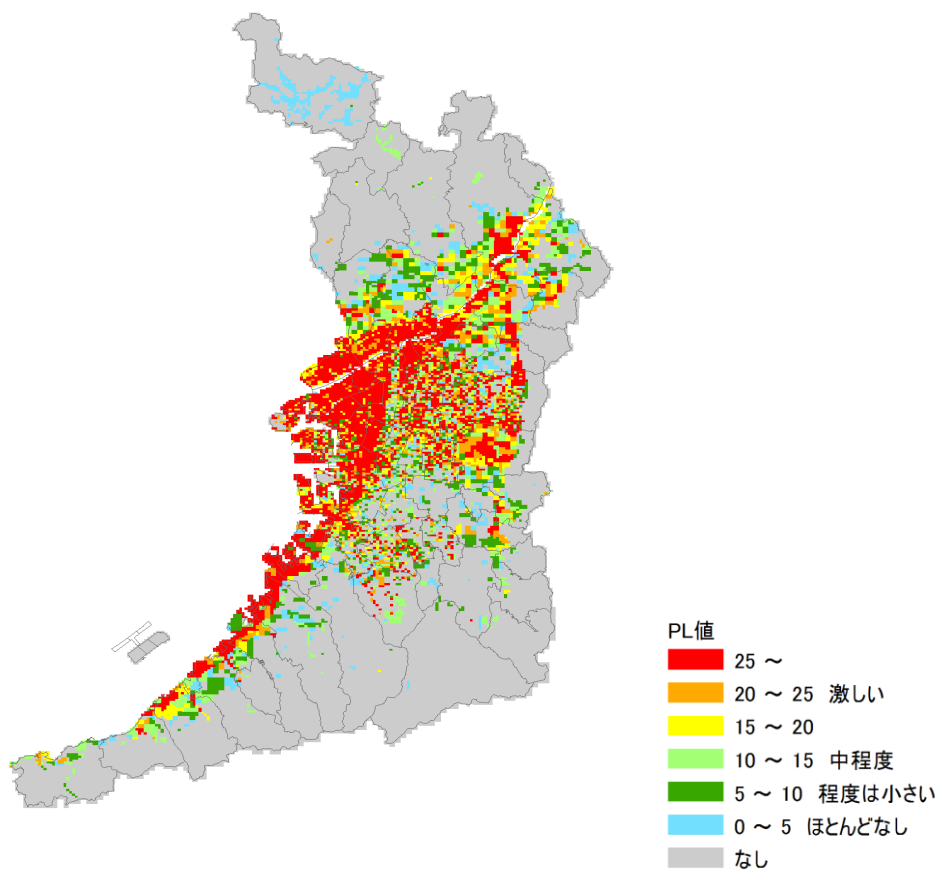 PL値
25 ～
20 ～ 25 激しい
15 ～ 20
10 ～ 15 中程度
5 ～ 10 程度は小さい
0 ～ 5 ほとんどなし
なし